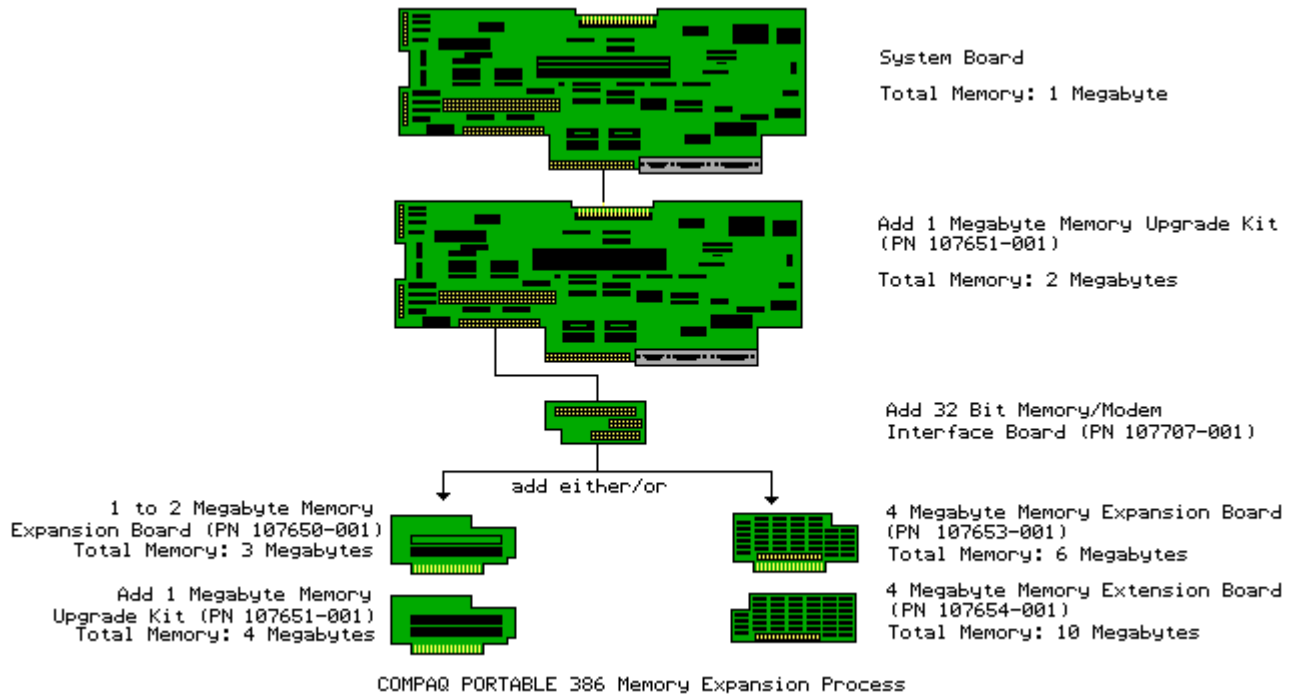 System Board
Total Memory: 1 Megabyte
Add 1 Megabyte Memory Upgrade Kit
(PN 107651-001)
Total Memory: 2 Megabytes
Add 32 Bit Memory/Modem
Interface Board (PN 107707-001)
add either/or
1 to 2 Megabyte Memory
Expansion Board (PN 107650-001)
Total Memory: 3 Megabytes
Add 1 Megabyte Memory
Upgrade Kit (PN 107651-001)
Total Memory: 4 Megabytes
4 Megabyte Memory Expansion Board
(PN 107653-001)
Total Memory: 6 Megabytes
4 Megabyte Memory Extension Board
(PN 107654-001)
Total Memory: 10 Megabytes
COMPAQ PORTABLE 386 Memory Expansion Process